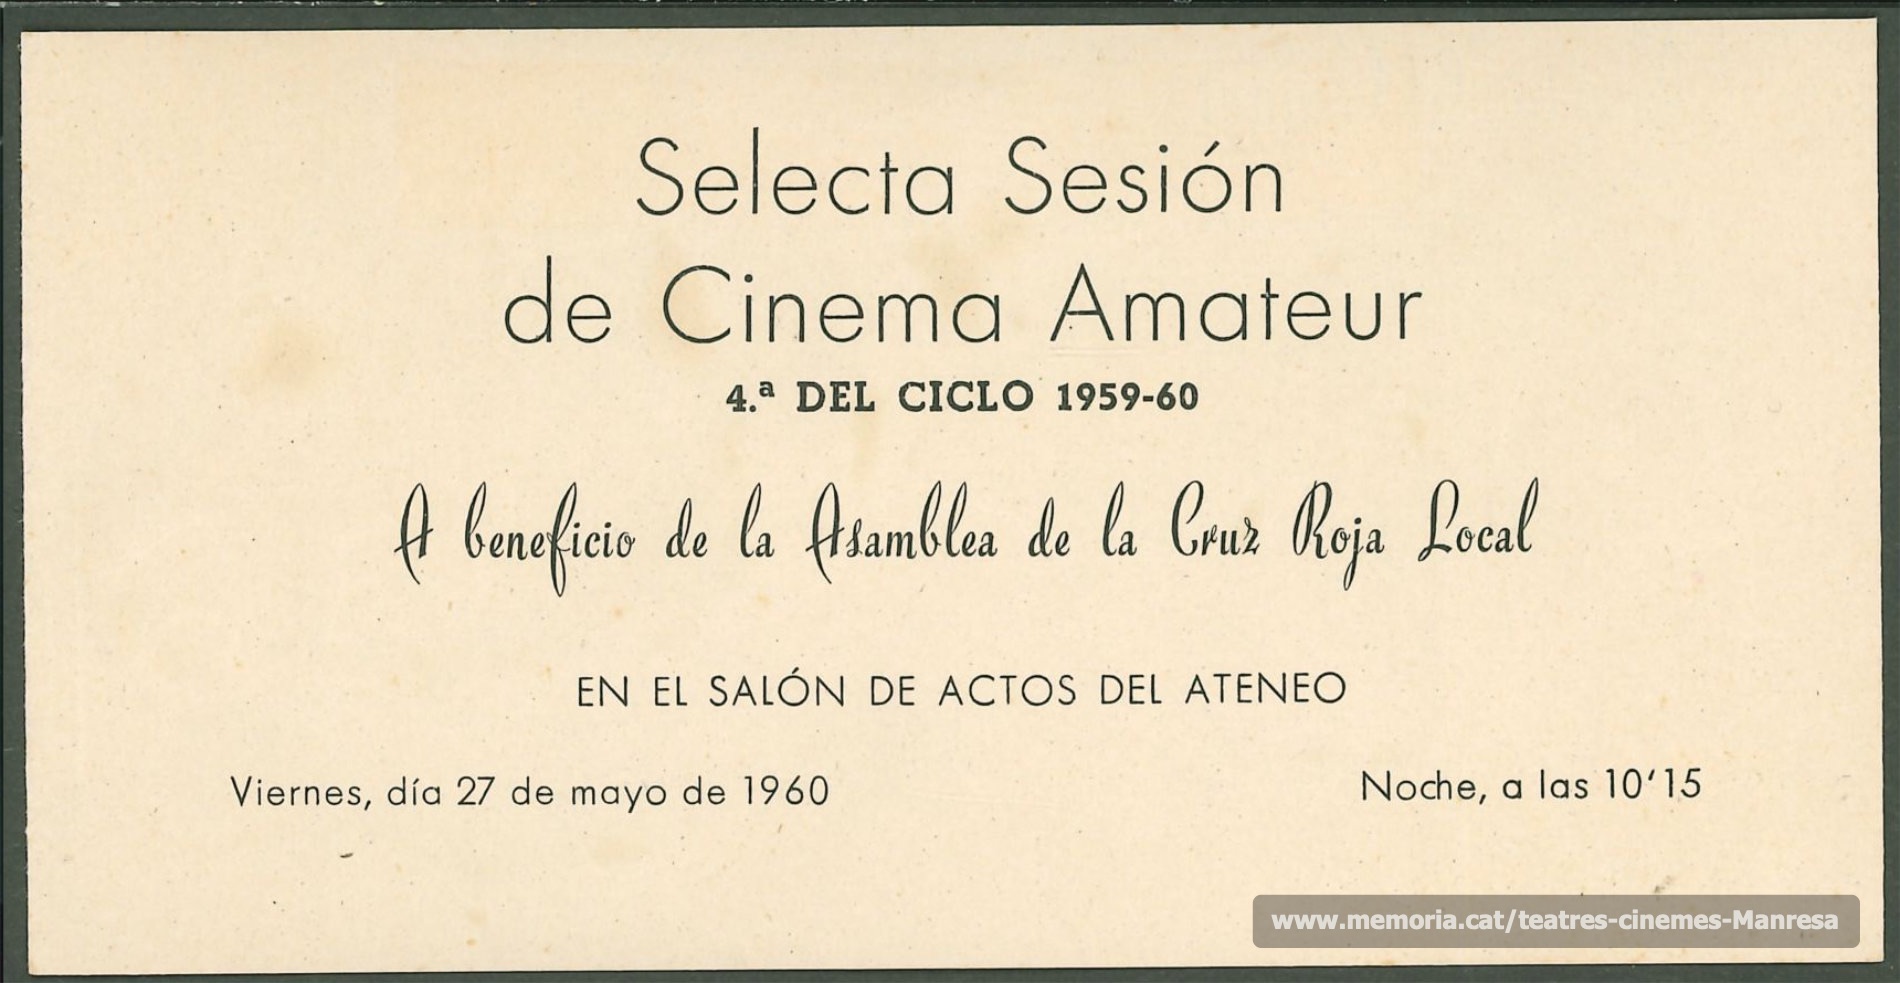 Selecta Sesión
de Cinema Amateur
4.ª DEL CICLO 1959-60
A beneficio de la Asamblea de la Cruz Roja Local
EN EL SALÓN DE ACTOS DEL ATENEO
Viernes, día 27 de mayo de 1960
Noche, a las 10'15
www.memoria.cat/teatres-cinemes-Manresa